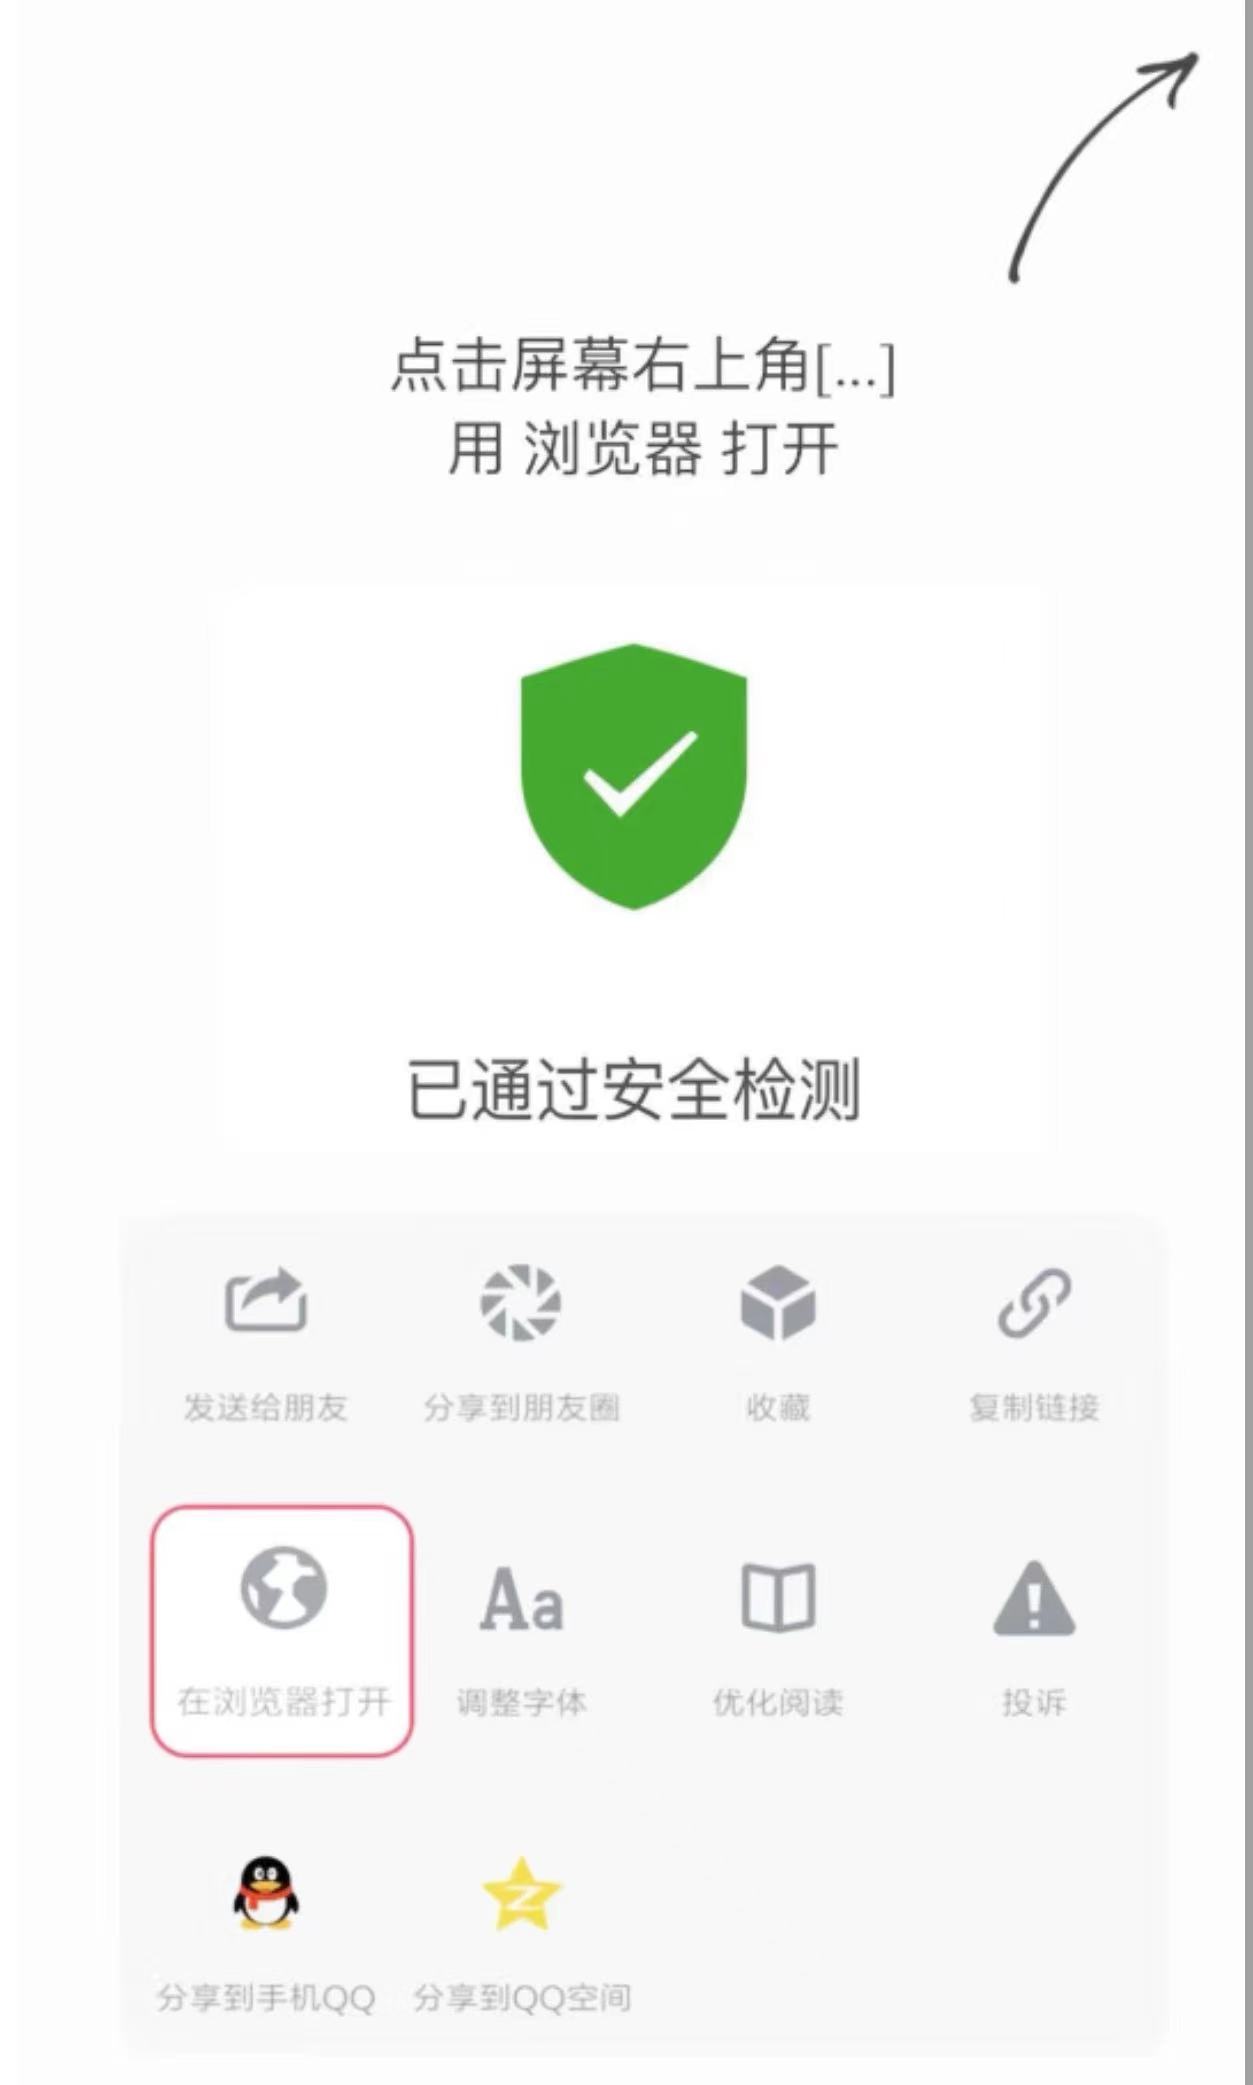 点击屏幕右上角[...]
用 浏览器 打开
已通过安全检测
发送给朋友 分享到朋友圈 收藏 复制链接
Aa
在浏览器打开 调整字体 优化阅读 投诉
分享到手机QQ 分享到QQ空间